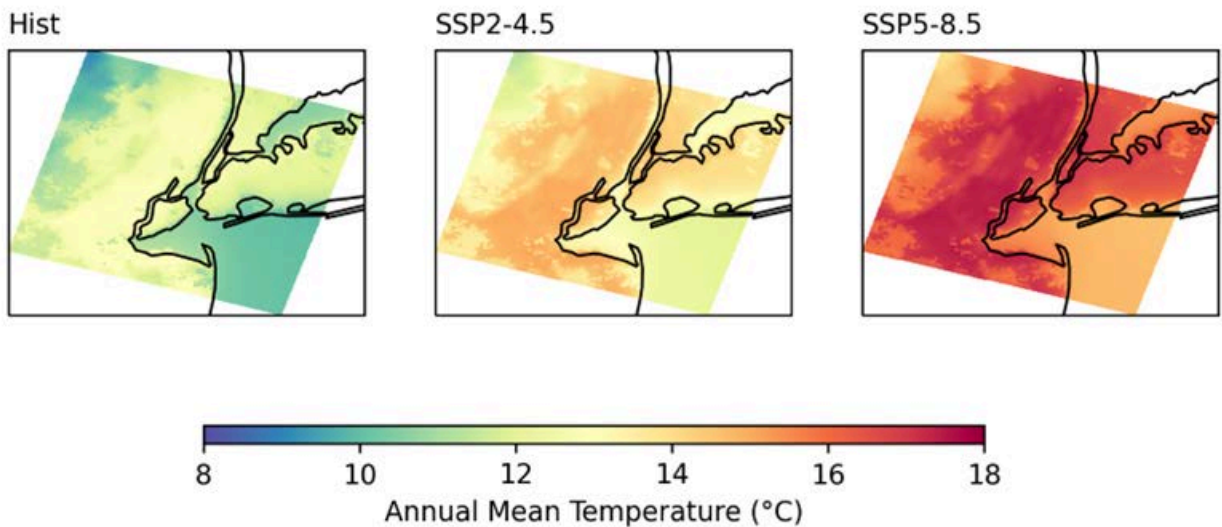 Hist
SSP2-4.5
SSP5-8.5
8 10 12 14 16 18
Annual Mean Temperature (°C)